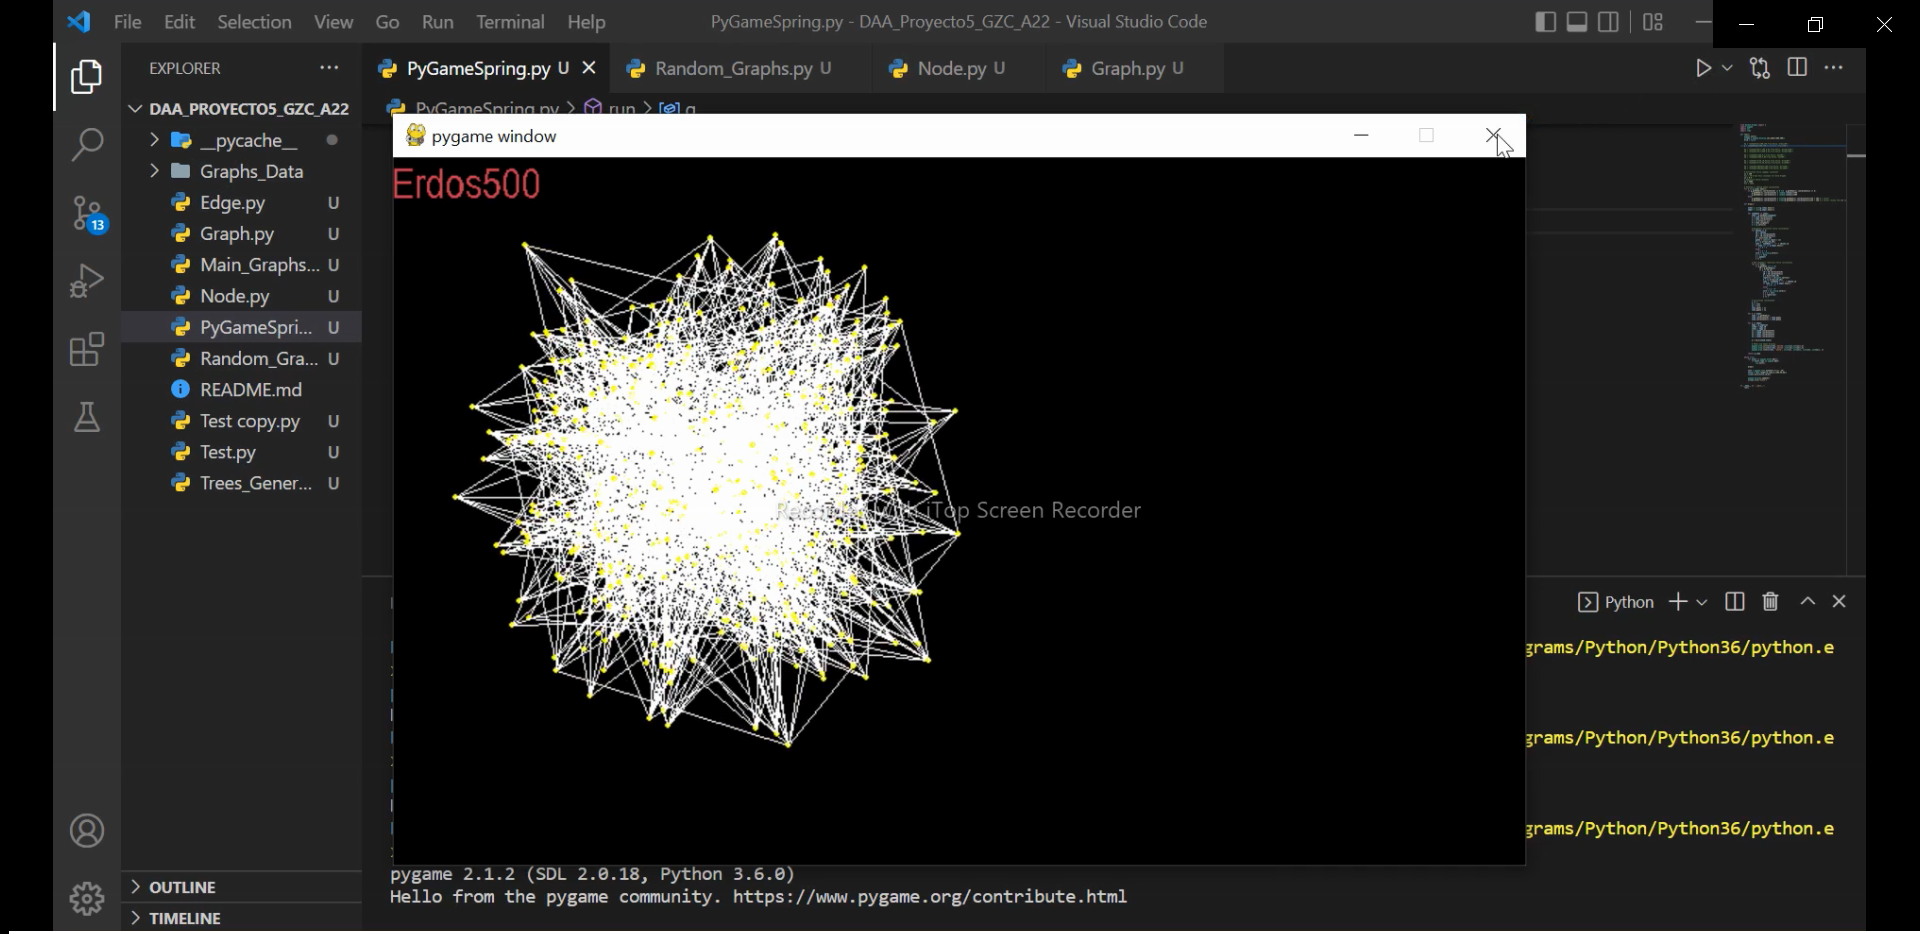 File Edit Selection View Go Run Terminal Help
PyGameSpring.py - DAA_Proyecto5_GZC_A22 - Visual Studio Code
EXPLORER
PyGameSpring.py U
Random_Graphs.py U
Node.py U
Graph.py U
DAA_PROYECTO5_GZC_A22
PyGameSpring.py > run > g
__pycache__
Graphs_Data
Edge.py U
Graph.py U
Main_Graphs... U
Node.py U
PyGameSpri... U
Random_Gra... U
README.md
Test copy.py U
Test.py U
Trees_Gener... U
13
OUTLINE
TIMELINE
pygame window
Erdos500
iTop Screen Recorder
Python
grams/Python/Python36/python.e
grams/Python/Python36/python.e
grams/Python/Python36/python.e
pygame 2.1.2 (SDL 2.0.18, Python 3.6.0)
Hello from the pygame community. https://www.pygame.org/contribute.html